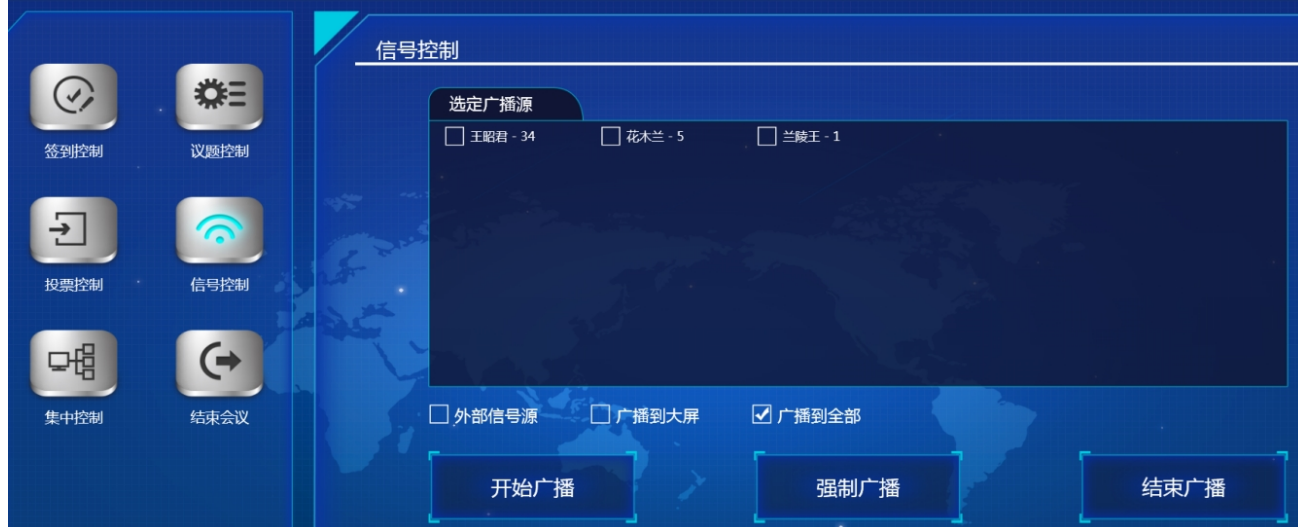 信号控制
选定广播源
王昭君 - 34 花木兰 - 5 兰陵王 - 1
签到控制 议题控制
投票控制 信号控制
集中控制 结束会议
外部信号源 广播到大屏 广播到全部
开始广播 强制广播 结束广播